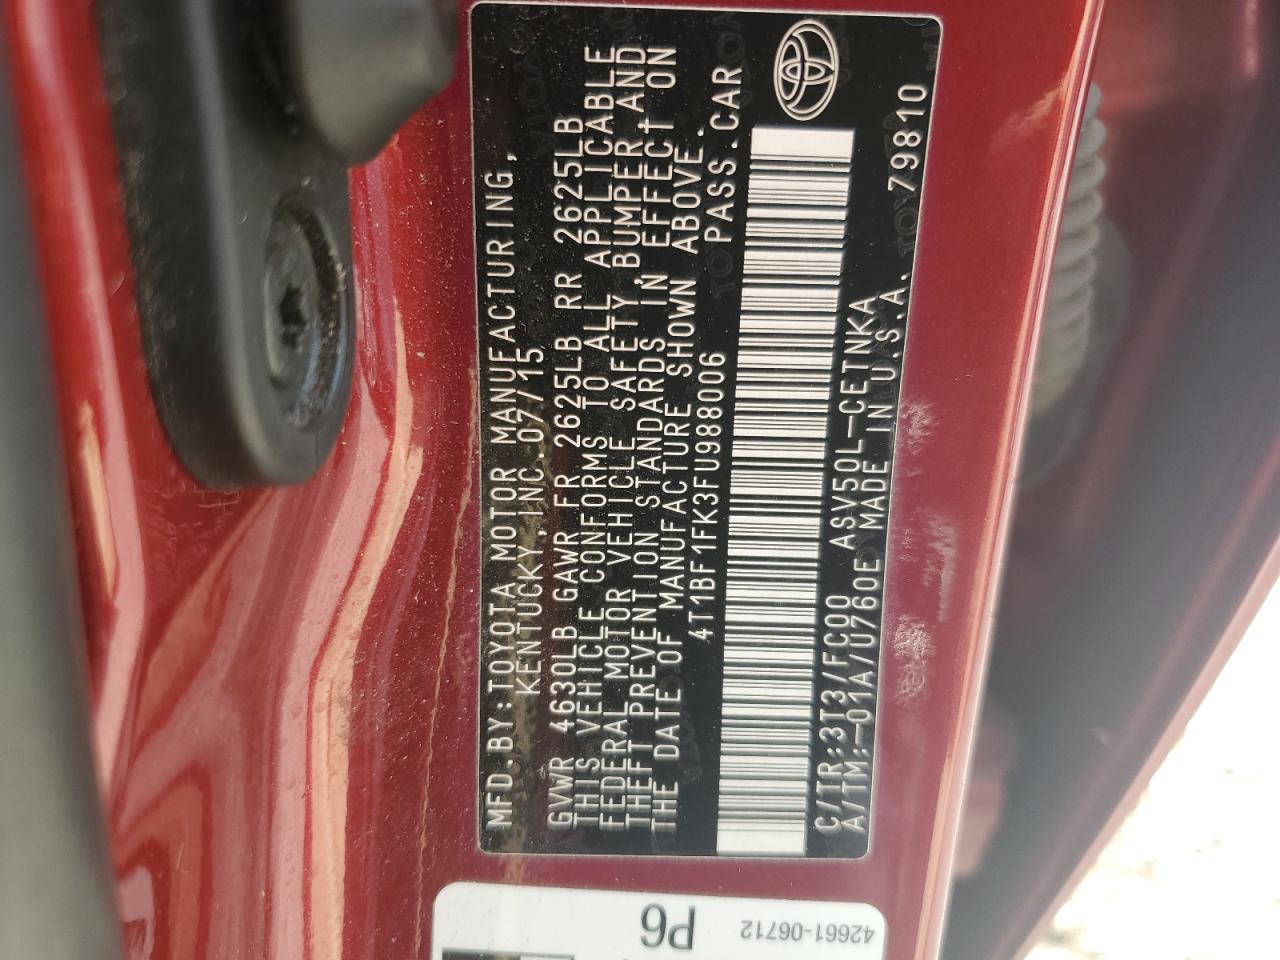 MFD.BY:TOYOTA MOTOR MANUFACTURING,
KENTUCKY,INC.07/15
GVWR 4630LB GAWR FR 2625LB RR 2625LB
THIS VEHICLE CONFORMS TO ALL APPLICABLE
FEDERAL MOTOR VEHICLE SAFETY,BUMPER,AND
THEFT PREVENTION STANDARDS IN EFFECT ON
THE DATE OF MANUFACTURE SHOWN ABOVE.
4T1BF1FK3FU988006 PASS.CAR
C/TR:3T3/FC00 ASV50L-CETNKA
A/TM:-01A/U760E MADE IN U.S.A. 79810
P6
42661-06712